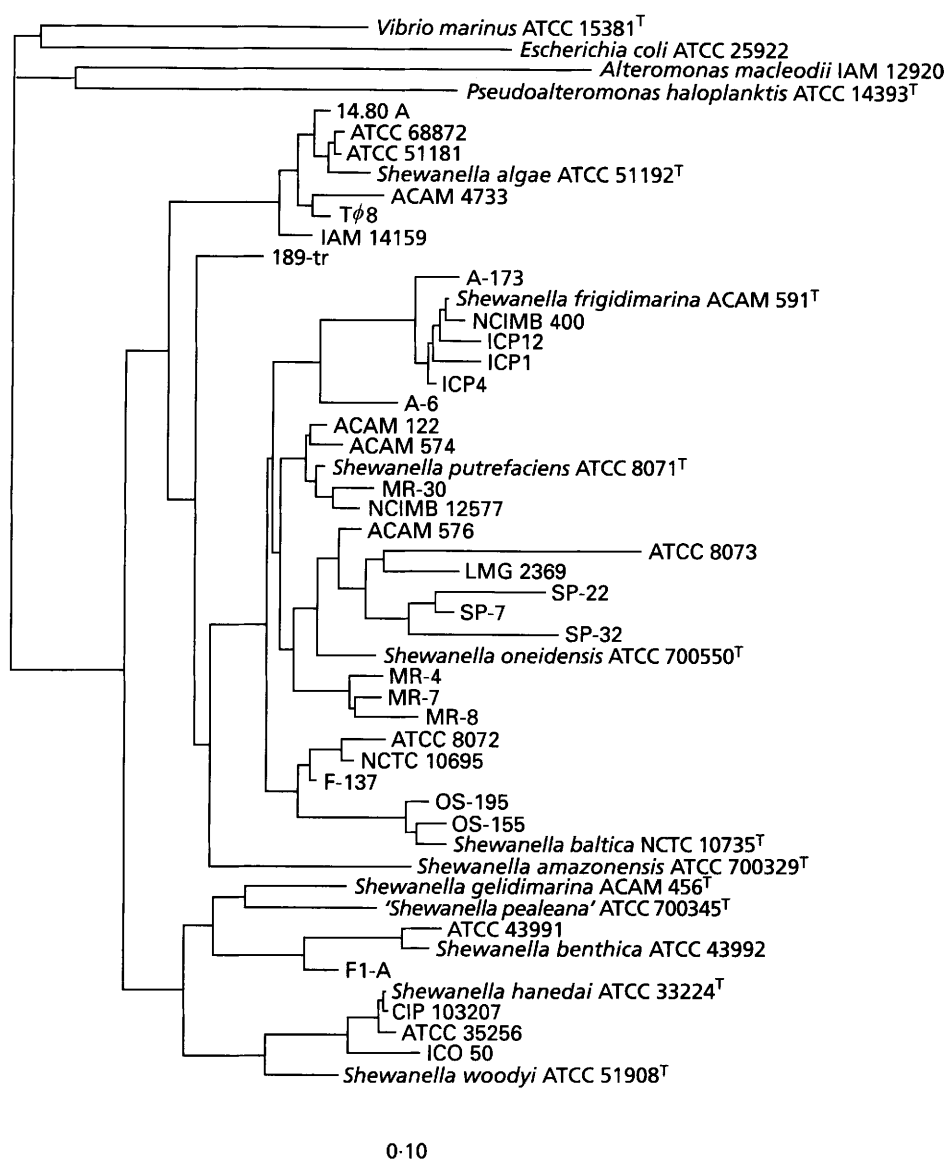 Vibrio marinus ATCC 15381T
Escherichia coli ATCC 25922
Alteromonas macleodii IAM 12920
Pseudoalteromonas haloplanktis ATCC 14393T
14.80 A
ATCC 68872
ATCC 51181
Shewanella algae ATCC 51192T
ACAM 4733
Tϕ8
IAM 14159
189-tr
A-173
Shewanella frigidimarina ACAM 591T
NCIMB 400
ICP12
ICP1
ICP4
A-6
ACAM 122
ACAM 574
Shewanella putrefaciens ATCC 8071T
MR-30
NCIMB 12577
ACAM 576
ATCC 8073
LMG 2369
SP-22
SP-7
SP-32
Shewanella oneidensis ATCC 700550T
MR-4
MR-7
MR-8
ATCC 8072
NCTC 10695
F-137
OS-195
OS-155
Shewanella baltica NCTC 10735T
Shewanella amazonensis ATCC 700329T
Shewanella gelidimarina ACAM 456T
'Shewanella pealeana' ATCC 700345T
ATCC 43991
Shewanella benthica ATCC 43992
F1-A
Shewanella hanedai ATCC 33224T
CIP 103207
ATCC 35256
ICO 50
Shewanella woodyi ATCC 51908T
0·10